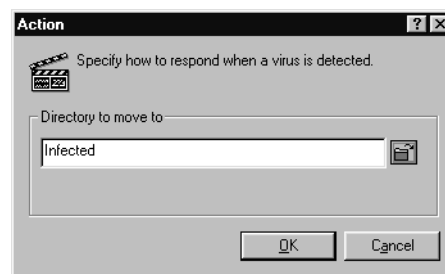 Action
Specify how to respond when a virus is detected.
Directory to move to
Infected
OK
Cancel